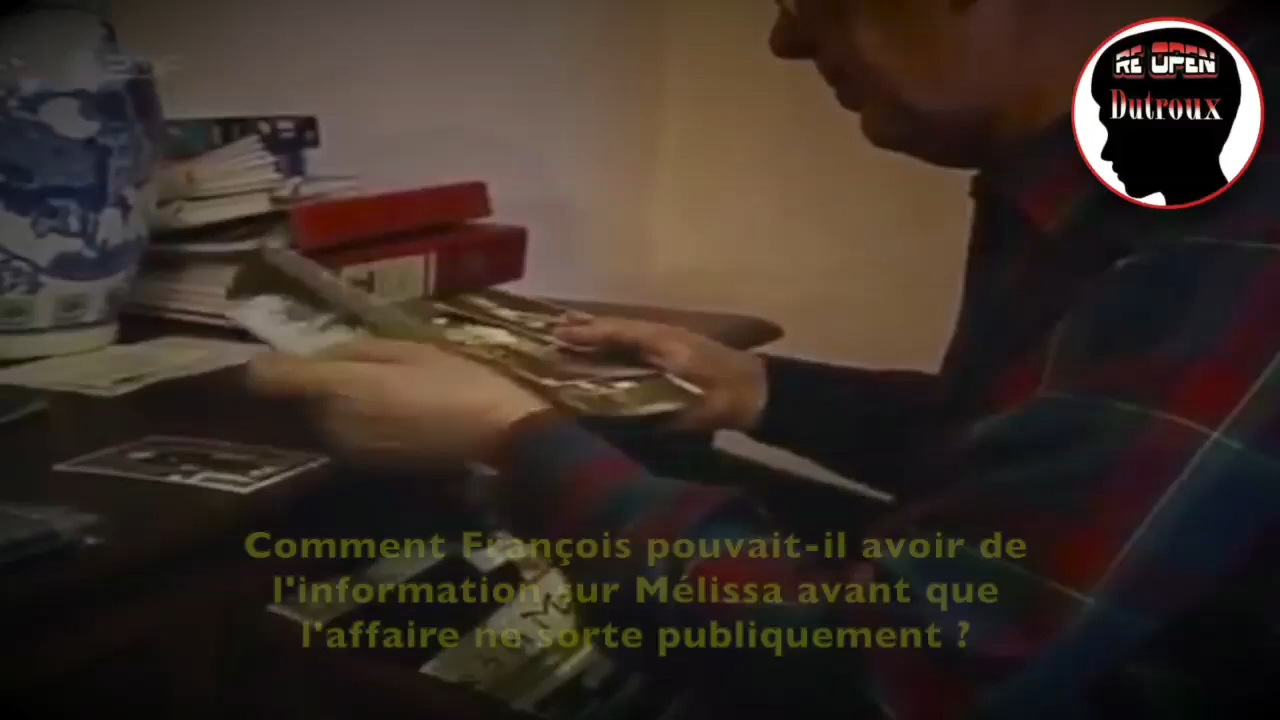 RE OPEN
Dutroux
Comment François pouvait-il avoir de
l'information sur Mélissa avant que
l'affaire ne sorte publiquement ?